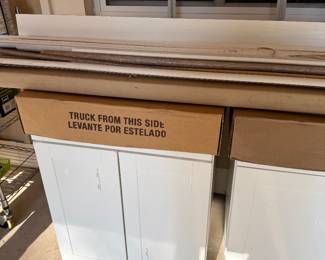 TRUCK FROM THIS SIDE
LEVANTE POR ESTELADO